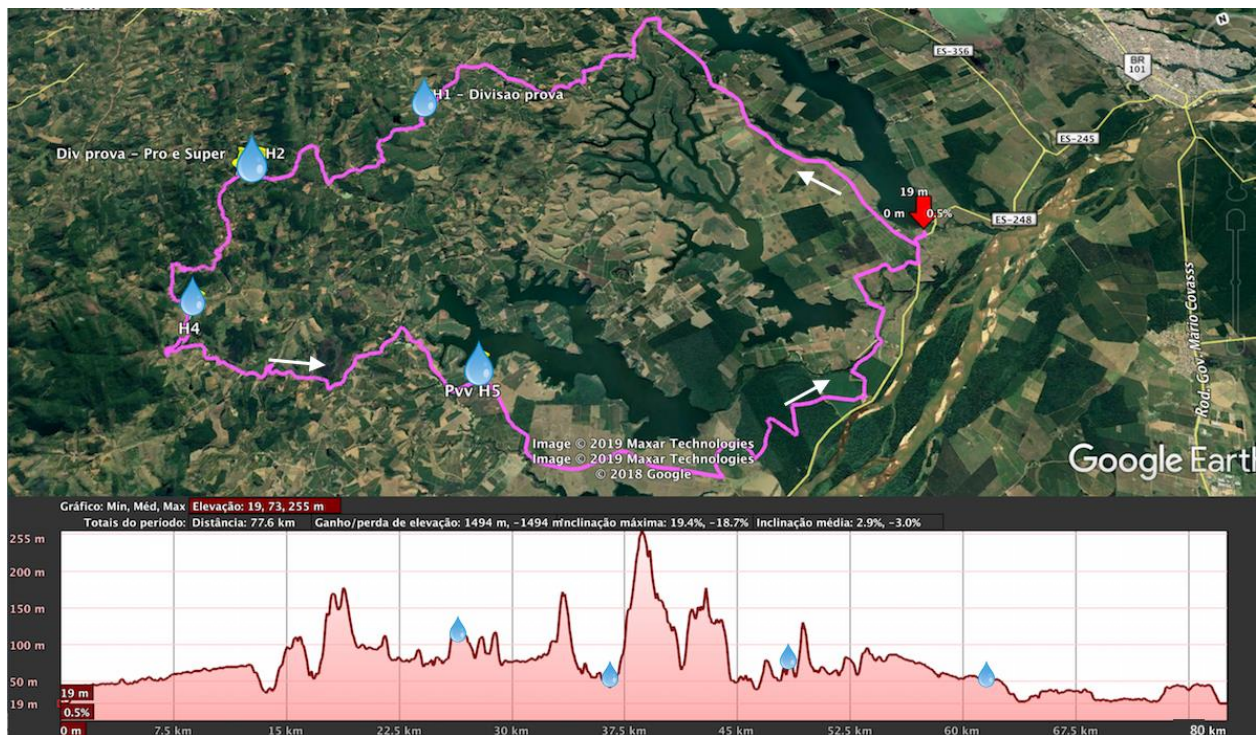 ES-356
BR
101
N
H1 - Divisao prova
ES-245
Div prova - Pro e Super
H2
19 m
0 m
0.5%
ES-248
H4
Rod. Gov. Mario Covasss
Pvv H5
Image © 2019 Maxar Technologies
Image © 2019 Maxar Technologies
© 2018 Google
Google Earth
Gráfico: Min, Méd, Max Elevação: 19, 73, 255 m
Totais do período: Distância: 77.6 km Ganho/perda de elevação: 1494 m, -1494 m Inclinação máxima: 19.4%, -18.7% Inclinação média: 2.9%, -3.0%
255 m
200 m
150 m
100 m
50 m
19 m
19 m
0.5%
0 m
7.5 km
15 km
22.5 km
30 km
37.5 km
45 km
52.5 km
60 km
67.5 km
80 km